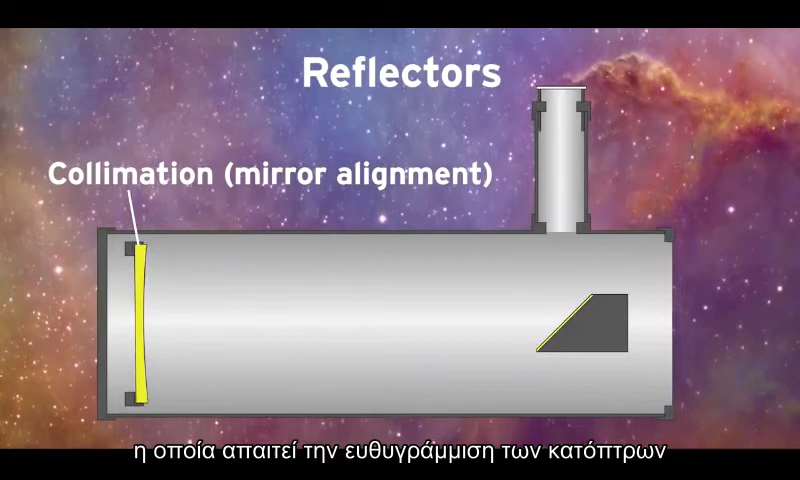 Reflectors
Collimation (mirror alignment)
η οποία απαιτεί την ευθυγράμμιση των κατόπτρων